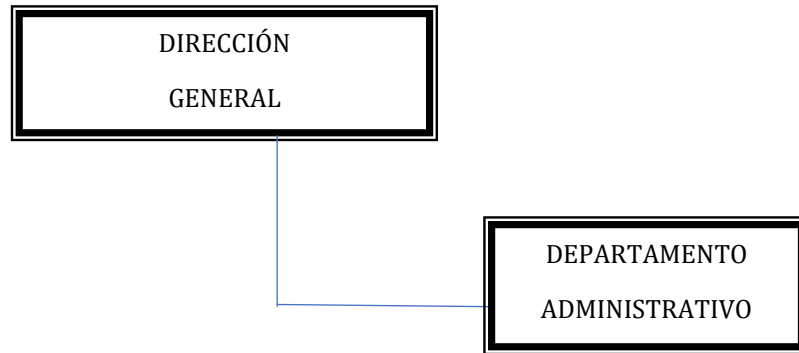 DIRECCIÓN
GENERAL
DEPARTAMENTO
ADMINISTRATIVO